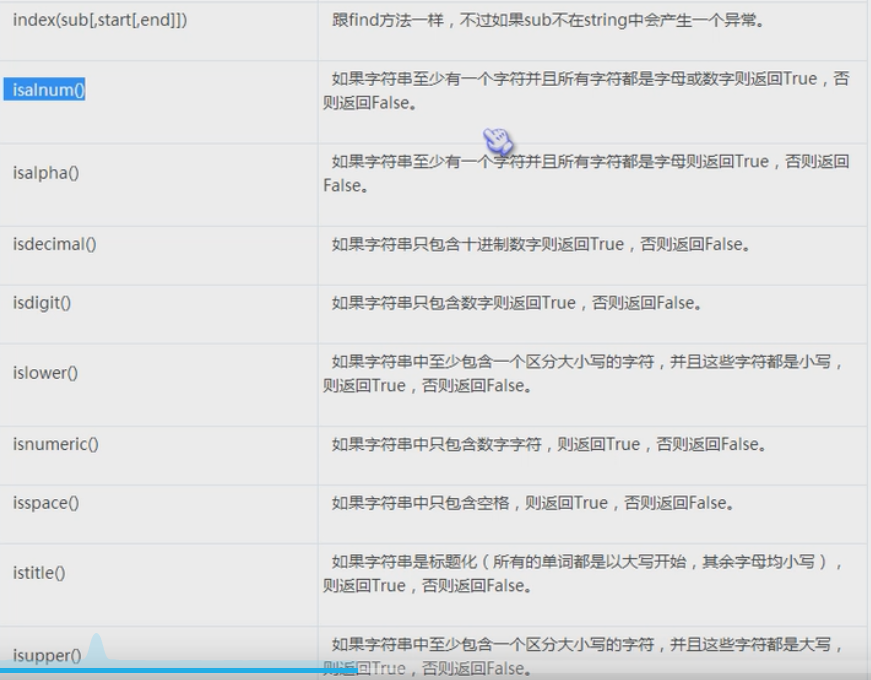 index(sub[,start[,end]])
跟find方法一样，不过如果sub不在string中会产生一个异常。
isalnum()
如果字符串至少有一个字符并且所有字符都是字母或数字则返回True，否
则返回False。
isalpha()
如果字符串至少有一个字符并且所有字符都是字母则返回True，否则返回
False。
isdecimal()
如果字符串只包含十进制数字则返回True，否则返回False。
isdigit()
如果字符串只包含数字则返回True，否则返回False。
islower()
如果字符串中至少包含一个区分大小写的字符，并且这些字符都是小写，
则返回True，否则返回False。
isnumeric()
如果字符串中只包含数字字符，则返回True，否则返回False。
isspace()
如果字符串中只包含空格，则返回True，否则返回False。
istitle()
如果字符串是标题化（所有的单词都是以大写开始，其余字母均小写），
则返回True，否则返回False。
isupper()
如果字符串中至少包含一个区分大小写的字符，并且这些字符都是大写，
则返回True，否则返回False。